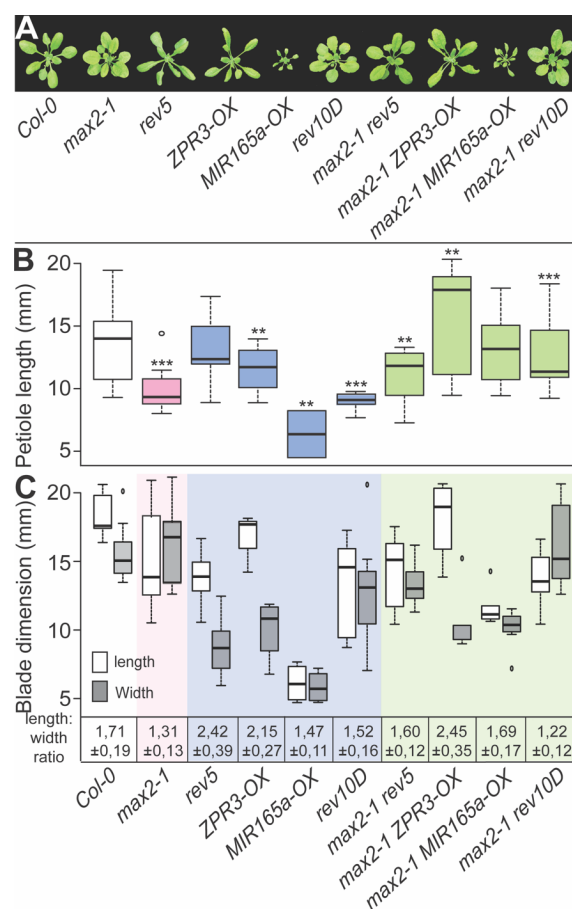 A
Col-0
max2-1
rev5
ZPR3-OX
MIR165a-OX
rev10D
max2-1 rev5
max2-1 ZPR3-OX
max2-1 MIR165a-OX
max2-1 rev10D
B
Petiole length (mm)
20
15
10
5
***
**
**
***
**
**
***
C
Blade dimension (mm)
20
15
10
5
length
Width
length:
width
ratio
1,71 1,31 2,42 2,15 1,47 1,52 1,60 2,45 1,69 1,22
±0,19 ±0,13 ±0,39 ±0,27 ±0,11 ±0,16 ±0,12 ±0,35 ±0,17 ±0,12
Col-0
max2-1
rev5
ZPR3-OX
MIR165a-OX
rev10D
max2-1 rev5
max2-1 ZPR3-OX
max2-1 MIR165a-OX
max2-1 rev10D